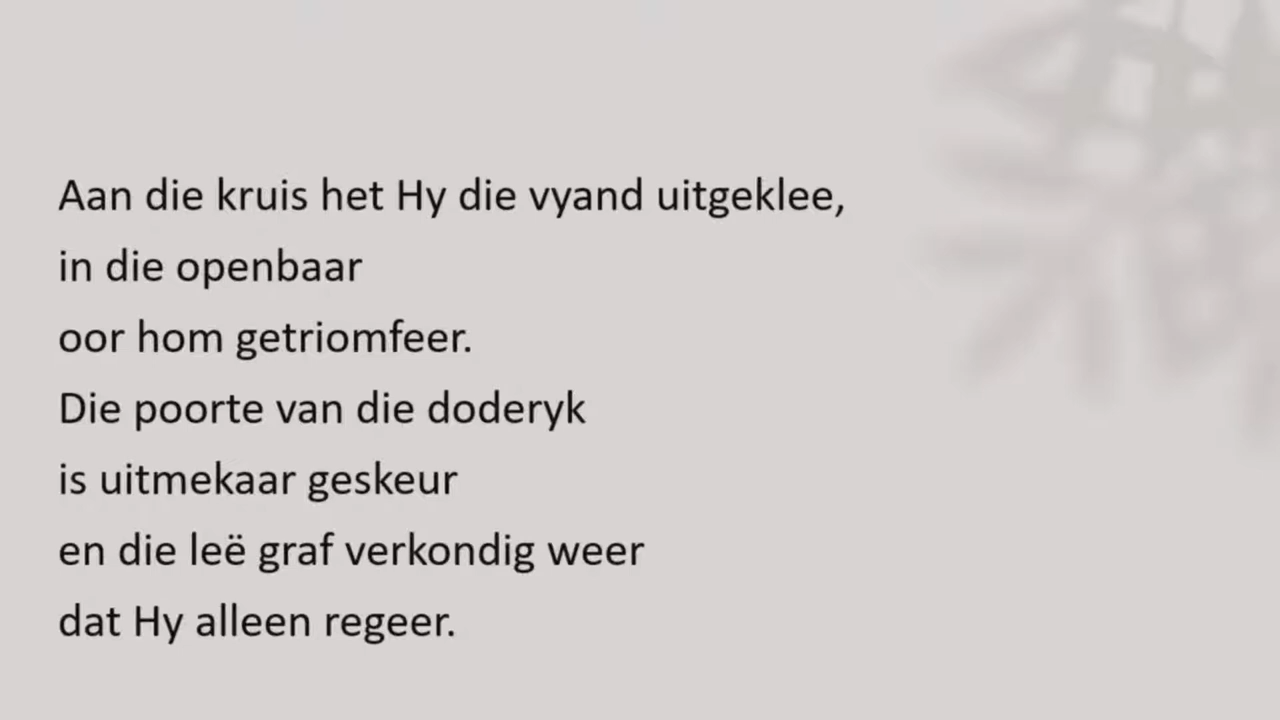 Aan die kruis het Hy die vyand uitgeklee,
in die openbaar
oor hom getriomfeer.
Die poorte van die doderyk
is uitmekaar geskeur
en die leë graf verkondig weer
dat Hy alleen regeer.